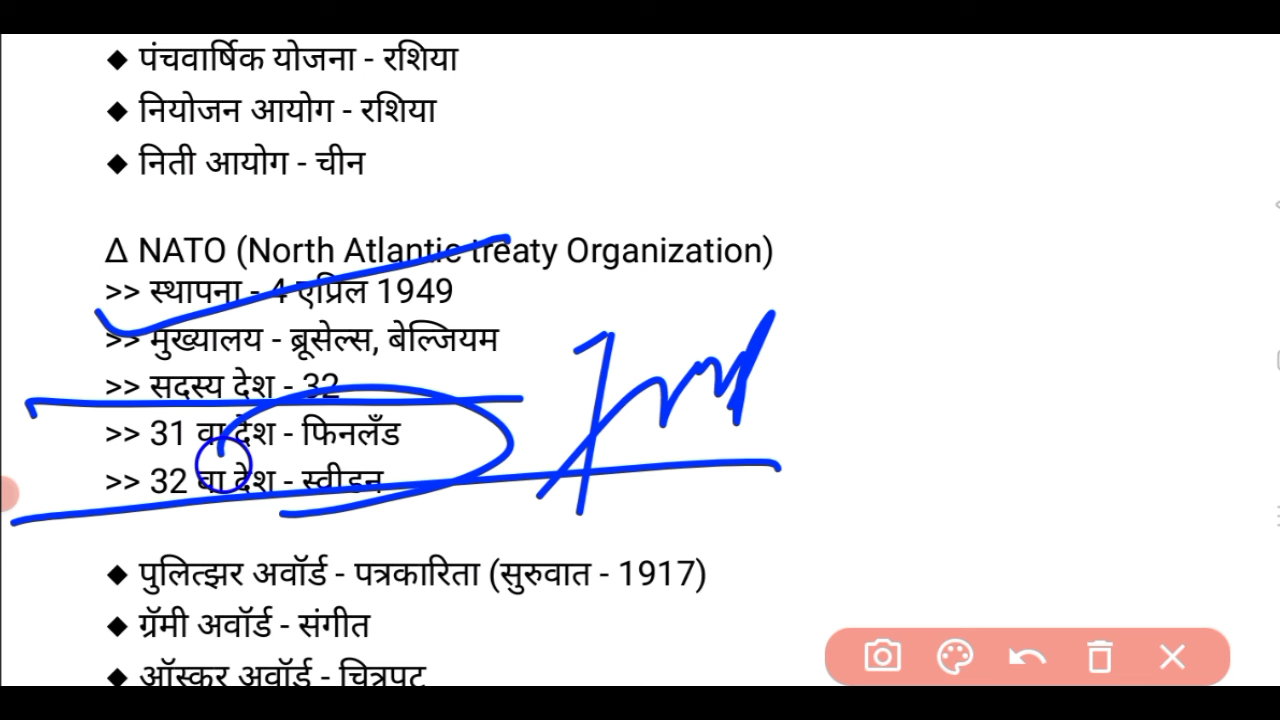 ◆ पंचवार्षिक योजना - रशिया
◆ नियोजन आयोग - रशिया
◆ निती आयोग - चीन
Δ NATO (North Atlantic treaty Organization)
>> स्थापना - 4 एप्रिल 1949
>> मुख्यालय - ब्रूसेल्स, बेल्जियम
>> सदस्य देश - 32
>> 31 वा देश - फिनलँड
>> 32 वा देश - स्वीडन
◆ पुलित्झर अवॉर्ड - पत्रकारिता (सुरुवात - 1917)
◆ ग्रॅमी अवॉर्ड - संगीत
◆ ऑस्कर अवॉर्ड - चित्रपट